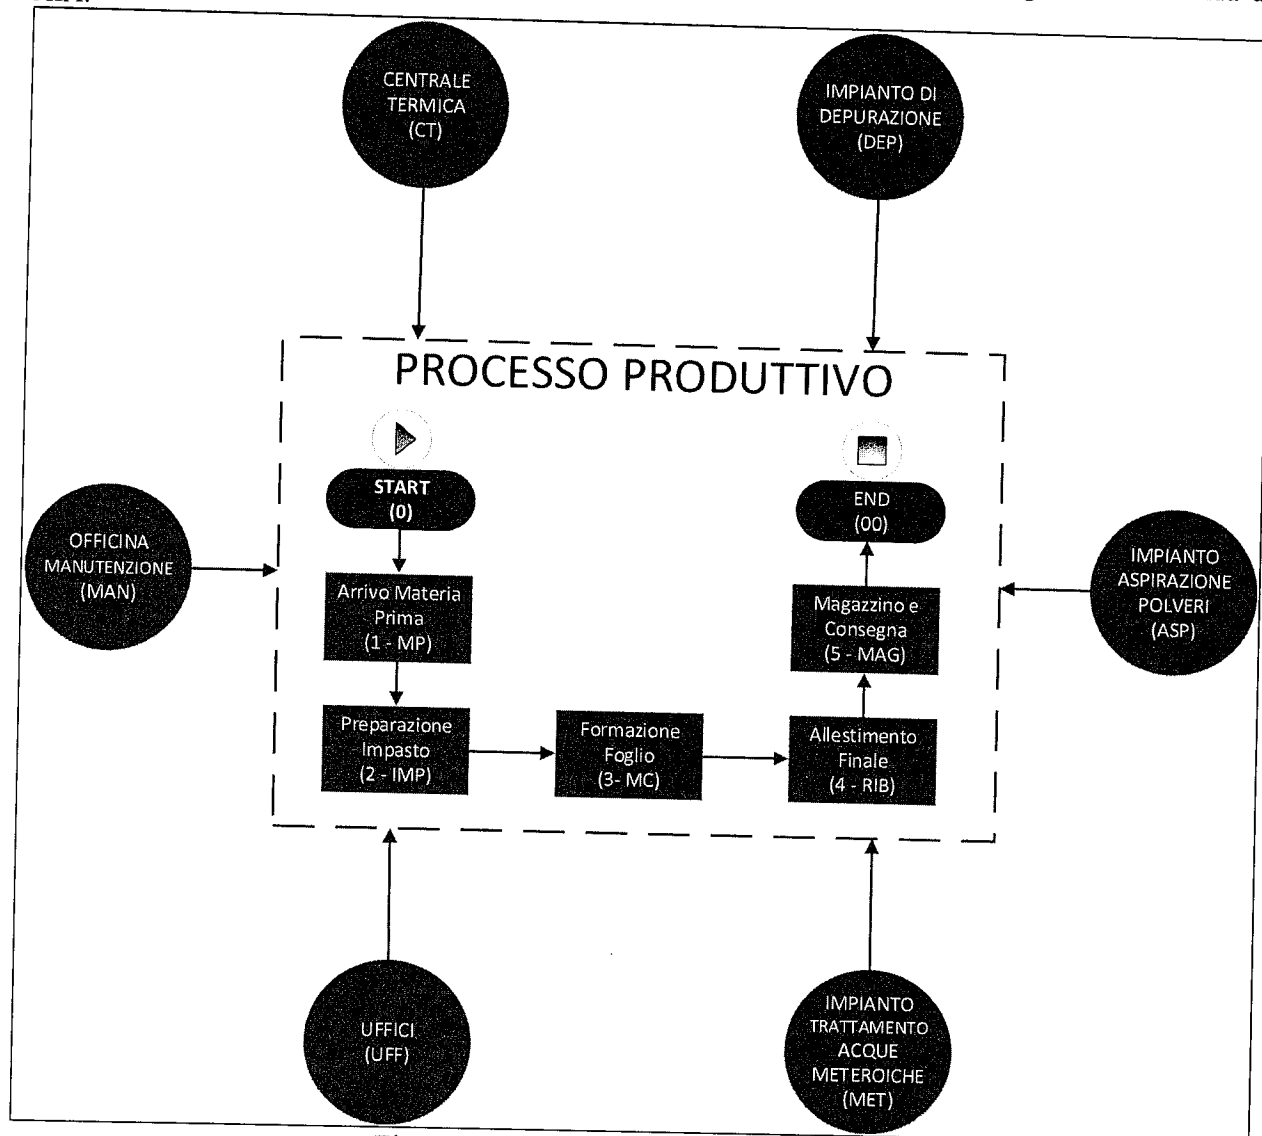 CENTRALE
TERMICA
(CT)
IMPIANTO DI
DEPURAZIONE
(DEP)
PROCESSO PRODUTTIVO
START
(0)
END
(00)
OFFICINA
MANUTENZIONE
(MAN)
Arrivo Materia
Prima
(1 - MP)
Magazzino e
Consegna
(5 - MAG)
IMPIANTO
ASPIRAZIONE
POLVERI
(ASP)
Preparazione
Impasto
(2 - IMP)
Formazione
Foglio
(3- MC)
Allestimento
Finale
(4 - RIB)
UFFICI
(UFF)
IMPIANTO
TRATTAMENTO
ACQUE
METEROICHE
(MET)